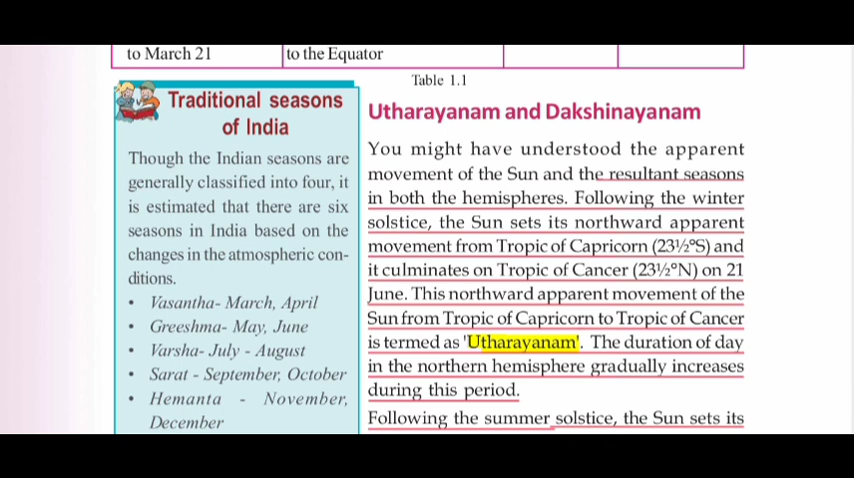 to March 21
to the Equator
Table 1.1
Traditional seasons
of India
Though the Indian seasons are
generally classified into four, it
is estimated that there are six
seasons in India based on the
changes in the atmospheric con-
ditions.
• Vasantha- March, April
• Greeshma- May, June
• Varsha- July - August
• Sarat - September, October
• Hemanta - November,
December
Utharayanam and Dakshinayanam
You might have understood the apparent
movement of the Sun and the resultant seasons
in both the hemispheres. Following the winter
solstice, the Sun sets its northward apparent
movement from Tropic of Capricorn (23½°S) and
it culminates on Tropic of Cancer (23½°N) on 21
June. This northward apparent movement of the
Sun from Tropic of Capricorn to Tropic of Cancer
is termed as 'Utharayanam'. The duration of day
in the northern hemisphere gradually increases
during this period.
Following the summer solstice, the Sun sets its